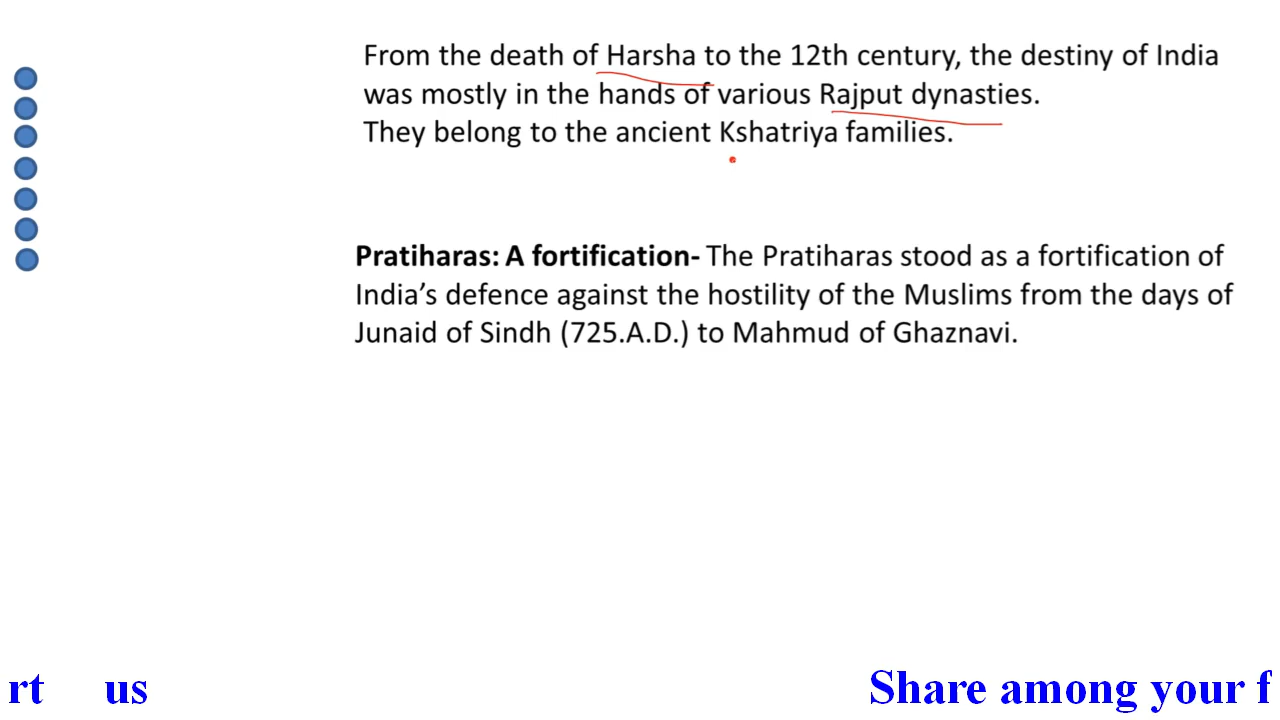 From the death of Harsha to the 12th century, the destiny of India
was mostly in the hands of various Rajput dynasties.
They belong to the ancient Kshatriya families.
Pratiharas: A fortification- The Pratiharas stood as a fortification of
India's defence against the hostility of the Muslims from the days of
Junaid of Sindh (725.A.D.) to Mahmud of Ghaznavi.
rt us Share among your f